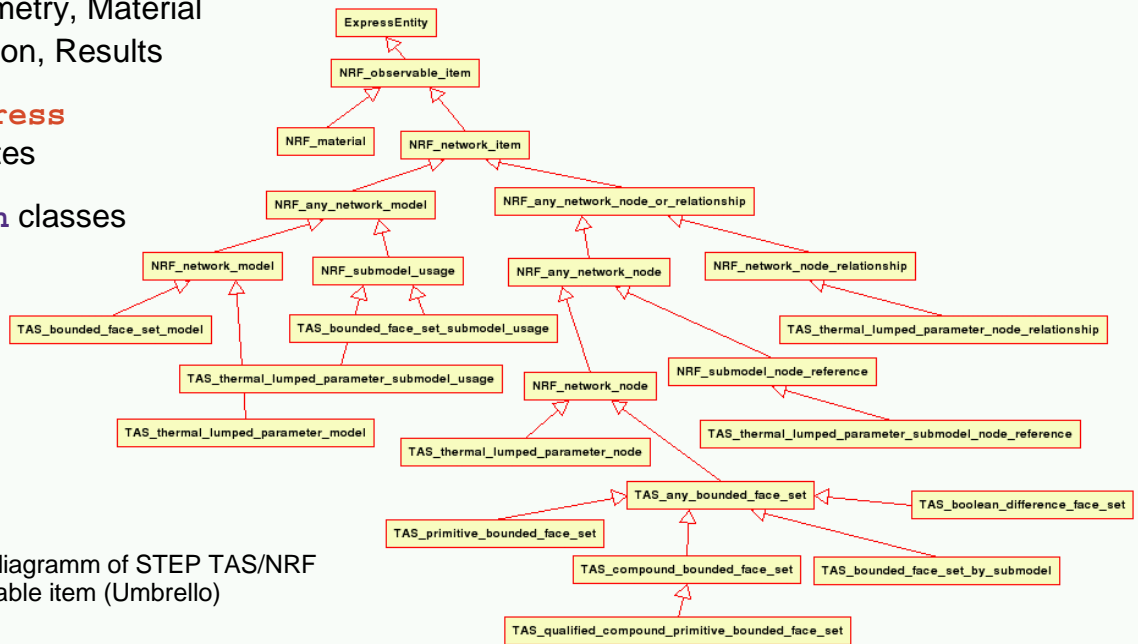 metry, Material
on, Results
ress
tes
n classes
ExpressEntity
NRF_observable_item
NRF_material
NRF_network_item
NRF_any_network_model
NRF_any_network_node_or_relationship
NRF_network_model
NRF_submodel_usage
NRF_any_network_node
NRF_network_node_relationship
TAS_bounded_face_set_model
TAS_bounded_face_set_submodel_usage
TAS_thermal_lumped_parameter_node_relationship
TAS_thermal_lumped_parameter_submodel_usage
NRF_network_node
NRF_submodel_node_reference
TAS_thermal_lumped_parameter_model
TAS_thermal_lumped_parameter_node
TAS_thermal_lumped_parameter_submodel_node_reference
TAS_any_bounded_face_set
TAS_boolean_difference_face_set
TAS_primitive_bounded_face_set
TAS_compound_bounded_face_set
TAS_bounded_face_set_by_submodel
TAS_qualified_compound_primitive_bounded_face_set
diagramm of STEP TAS/NRF
able item (Umbrello)